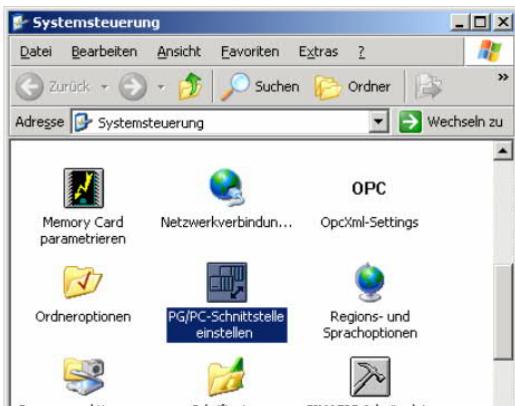 Systemsteuerung
Datei Bearbeiten Ansicht Favoriten Extras ?
Zurück Suchen Ordner »
Adresse Systemsteuerung Wechseln zu
OPC
Memory Card
parametrieren
Netzwerkverbindun...
OpcXml-Settings
Ordneroptionen
PG/PC-Schnittstelle
einstellen
Regions- und
Sprachoptionen